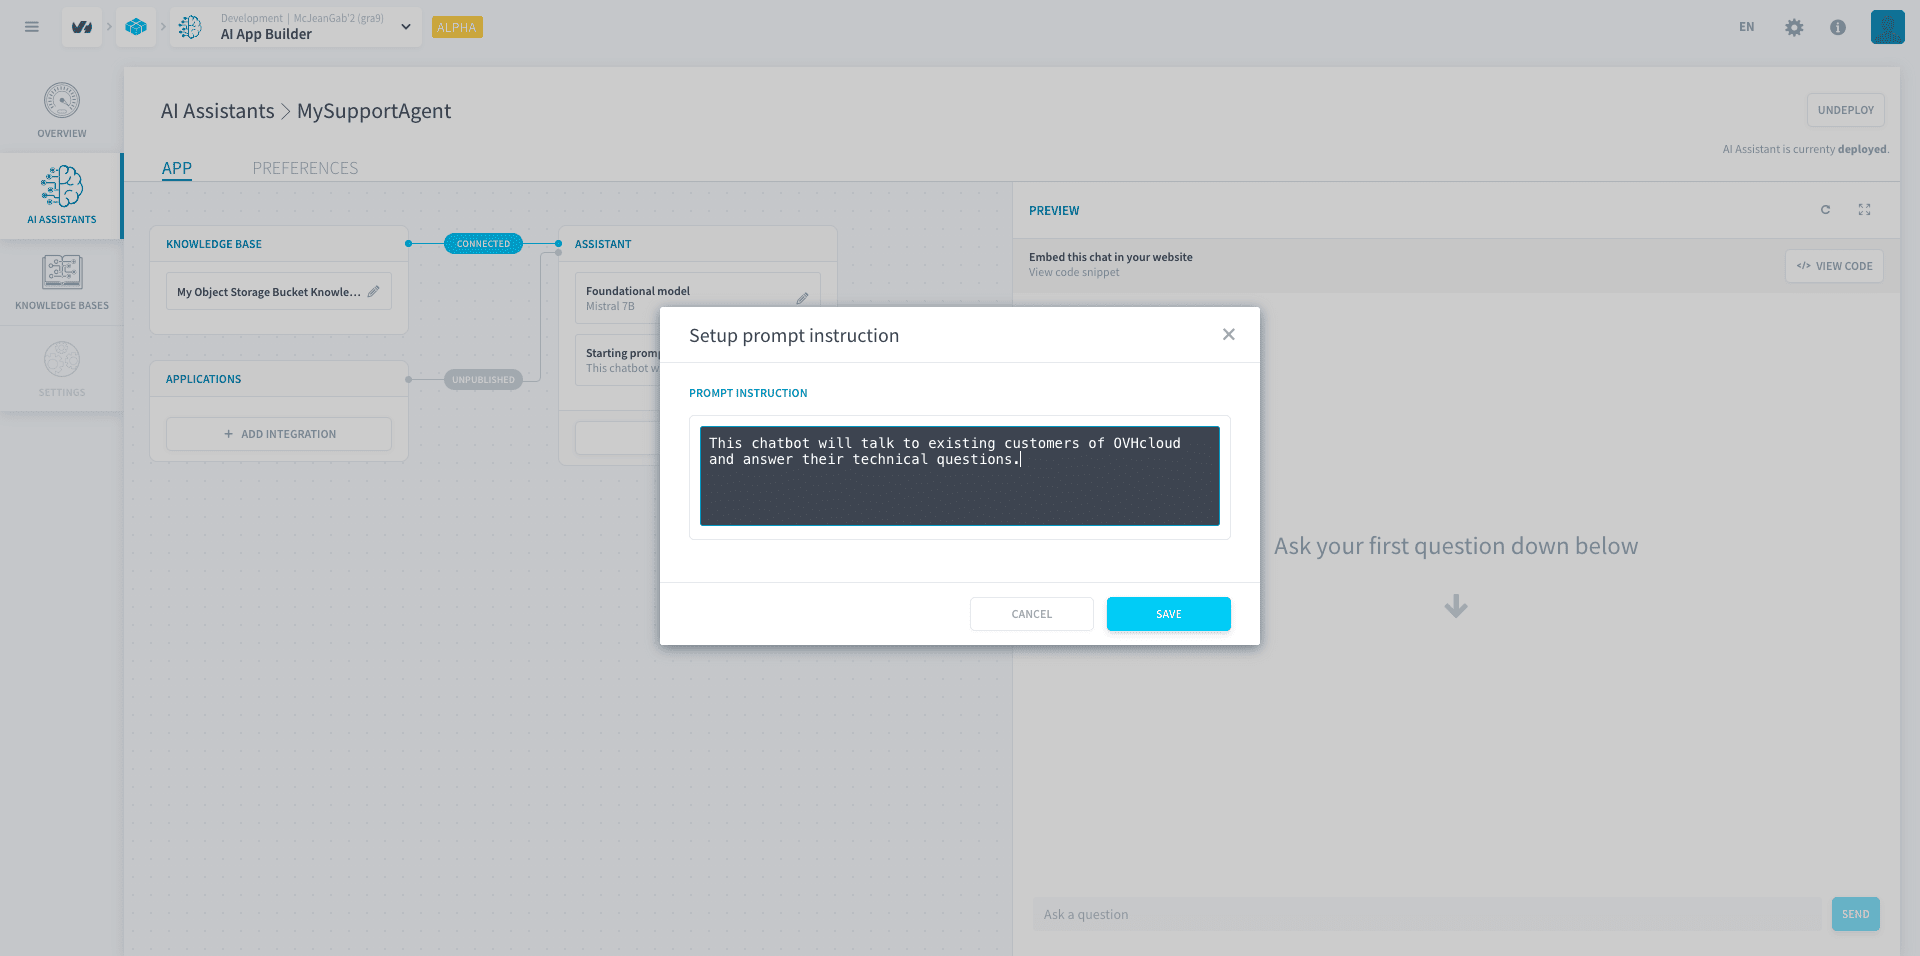 Development | McJeanGab'2 (gra9)
AI App Builder
ALPHA
EN
OVERVIEW
AI ASSISTANTS
KNOWLEDGE BASES
SETTINGS
AI Assistants > MySupportAgent
UNDEPLOY
AI Assistant is currenty deployed.
APP
PREFERENCES
KNOWLEDGE BASE
CONNECTED
ASSISTANT
My Object Storage Bucket Knowle...
Foundational model
Mistral 7B
Starting
This chatbot
APPLICATIONS
UNPUBLISHED
+ ADD INTEGRATION
PREVIEW
Embed this chat in your website
View code snippet
</> VIEW CODE
Setup prompt instruction
PROMPT INSTRUCTION
This chatbot will talk to existing customers of OVHcloud
and answer their technical questions.
CANCEL
SAVE
Ask your first question down below
Ask a question
SEND